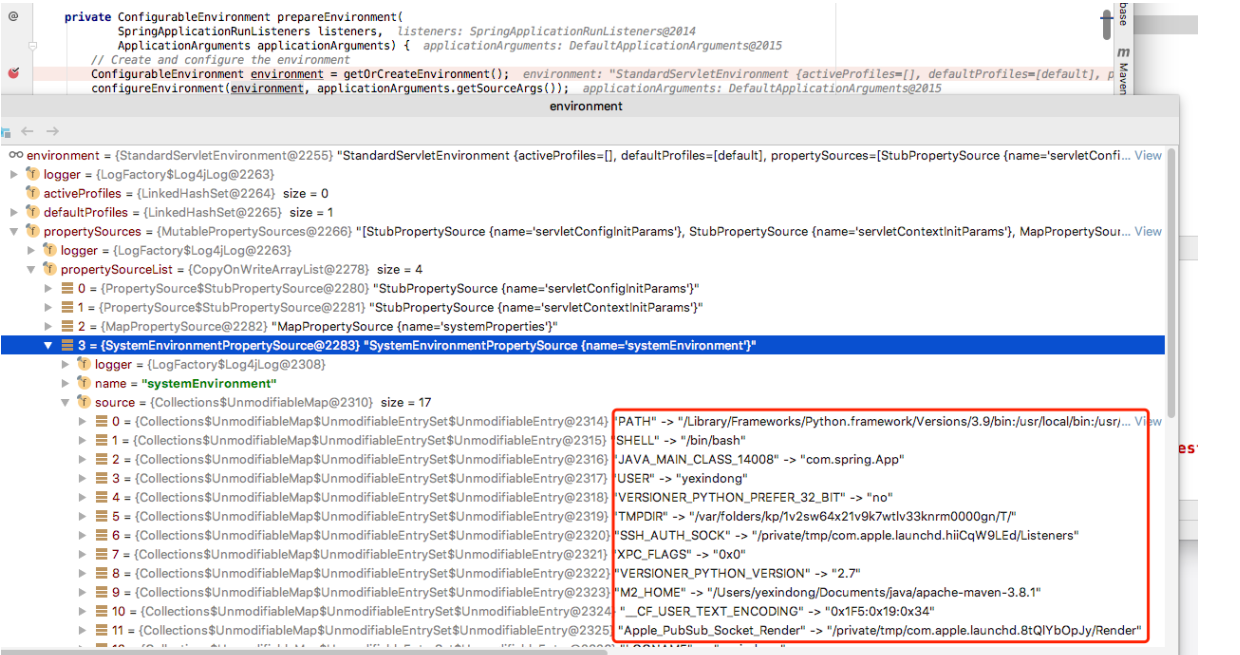 @
private ConfigurableEnvironment prepareEnvironment(
SpringApplicationRunListeners listeners, listeners: SpringApplicationRunListeners@2014
ApplicationArguments applicationArguments) { applicationArguments: DefaultApplicationArguments@2015
// Create and configure the environment
ConfigurableEnvironment environment = getOrCreateEnvironment(); environment: "StandardServletEnvironment {activeProfiles=[], defaultProfiles=[default], p
configureEnvironment(environment, applicationArguments.getSourceArgs()); applicationArguments: DefaultApplicationArguments@2015
base
m Maven
environment
environment = {StandardServletEnvironment@2255} "StandardServletEnvironment {activeProfiles=[], defaultProfiles=[default], propertySources=[StubPropertySource {name='servletConfi... View
logger = {LogFactory$Log4jLog@2263}
activeProfiles = {LinkedHashSet@2264} size = 0
defaultProfiles = {LinkedHashSet@2265} size = 1
propertySources = {MutablePropertySources@2266} "[StubPropertySource {name='servletConfigInitParams'}, StubPropertySource {name='servletContextInitParams'}, MapPropertySour... View
logger = {LogFactory$Log4jLog@2263}
propertySourceList = {CopyOnWriteArrayList@2278} size = 4
0 = {PropertySource$StubPropertySource@2280} "StubPropertySource {name='servletConfigInitParams'}"
1 = {PropertySource$StubPropertySource@2281} "StubPropertySource {name='servletContextInitParams'}"
2 = {MapPropertySource@2282} "MapPropertySource {name='systemProperties'}"
3 = {SystemEnvironmentPropertySource@2283} "SystemEnvironmentPropertySource {name='systemEnvironment'}"
logger = {LogFactory$Log4jLog@2308}
name = "systemEnvironment"
source = {Collections$UnmodifiableMap@2310} size = 17
0 = {Collections$UnmodifiableMap$UnmodifiableEntrySet$UnmodifiableEntry@2314} "PATH" -> "/Library/Frameworks/Python.framework/Versions/3.9/bin:/usr/local/bin:/usr/... View
1 = {Collections$UnmodifiableMap$UnmodifiableEntrySet$UnmodifiableEntry@2315} "SHELL" -> "/bin/bash"
2 = {Collections$UnmodifiableMap$UnmodifiableEntrySet$UnmodifiableEntry@2316} "JAVA_MAIN_CLASS_14008" -> "com.spring.App"
3 = {Collections$UnmodifiableMap$UnmodifiableEntrySet$UnmodifiableEntry@2317} "USER" -> "yexindong"
4 = {Collections$UnmodifiableMap$UnmodifiableEntrySet$UnmodifiableEntry@2318} "VERSIONER_PYTHON_PREFER_32_BIT" -> "no"
5 = {Collections$UnmodifiableMap$UnmodifiableEntrySet$UnmodifiableEntry@2319} "TMPDIR" -> "/var/folders/kp/1v2sw64x21v9k7wtlv33knrm0000gn/T/"
6 = {Collections$UnmodifiableMap$UnmodifiableEntrySet$UnmodifiableEntry@2320} "SSH_AUTH_SOCK" -> "/private/tmp/com.apple.launchd.hiiCqW9LEd/Listeners"
7 = {Collections$UnmodifiableMap$UnmodifiableEntrySet$UnmodifiableEntry@2321} "XPC_FLAGS" -> "0x0"
8 = {Collections$UnmodifiableMap$UnmodifiableEntrySet$UnmodifiableEntry@2322} "VERSIONER_PYTHON_VERSION" -> "2.7"
9 = {Collections$UnmodifiableMap$UnmodifiableEntrySet$UnmodifiableEntry@2323} "M2_HOME" -> "/Users/yexindong/Documents/java/apache-maven-3.8.1"
10 = {Collections$UnmodifiableMap$UnmodifiableEntrySet$UnmodifiableEntry@2324 "__CF_USER_TEXT_ENCODING" -> "0x1F5:0x19:0x34"
11 = {Collections$UnmodifiableMap$UnmodifiableEntrySet$UnmodifiableEntry@2325} "Apple_PubSub_Socket_Render" -> "/private/tmp/com.apple.launchd.8tQIYbOpJy/Render"
es